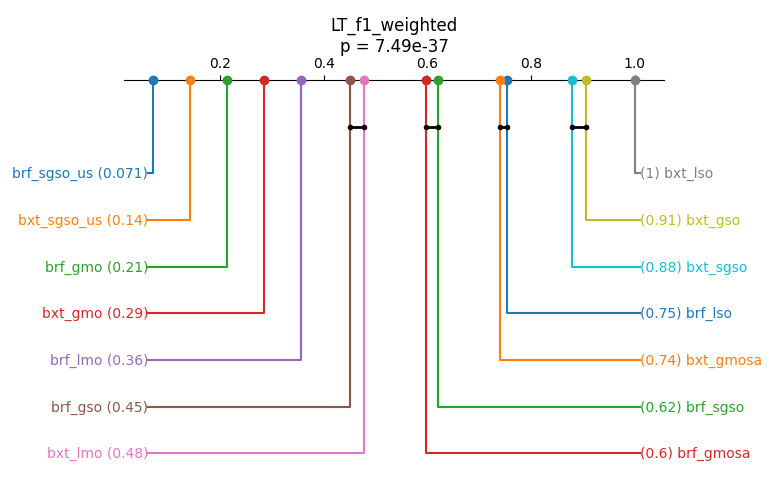 LT_f1_weighted
p = 7.49e-37
0.2 0.4 0.6 0.8 1.0
brf_sgso_us (0.071) (1) bxt_lso
bxt_sgso_us (0.14) (0.91) bxt_gso
brf_gmo (0.21) (0.88) bxt_sgso
bxt_gmo (0.29) (0.75) brf_lso
brf_lmo (0.36) (0.74) bxt_gmosa
brf_gso (0.45) (0.62) brf_sgso
bxt_lmo (0.48) (0.6) brf_gmosa